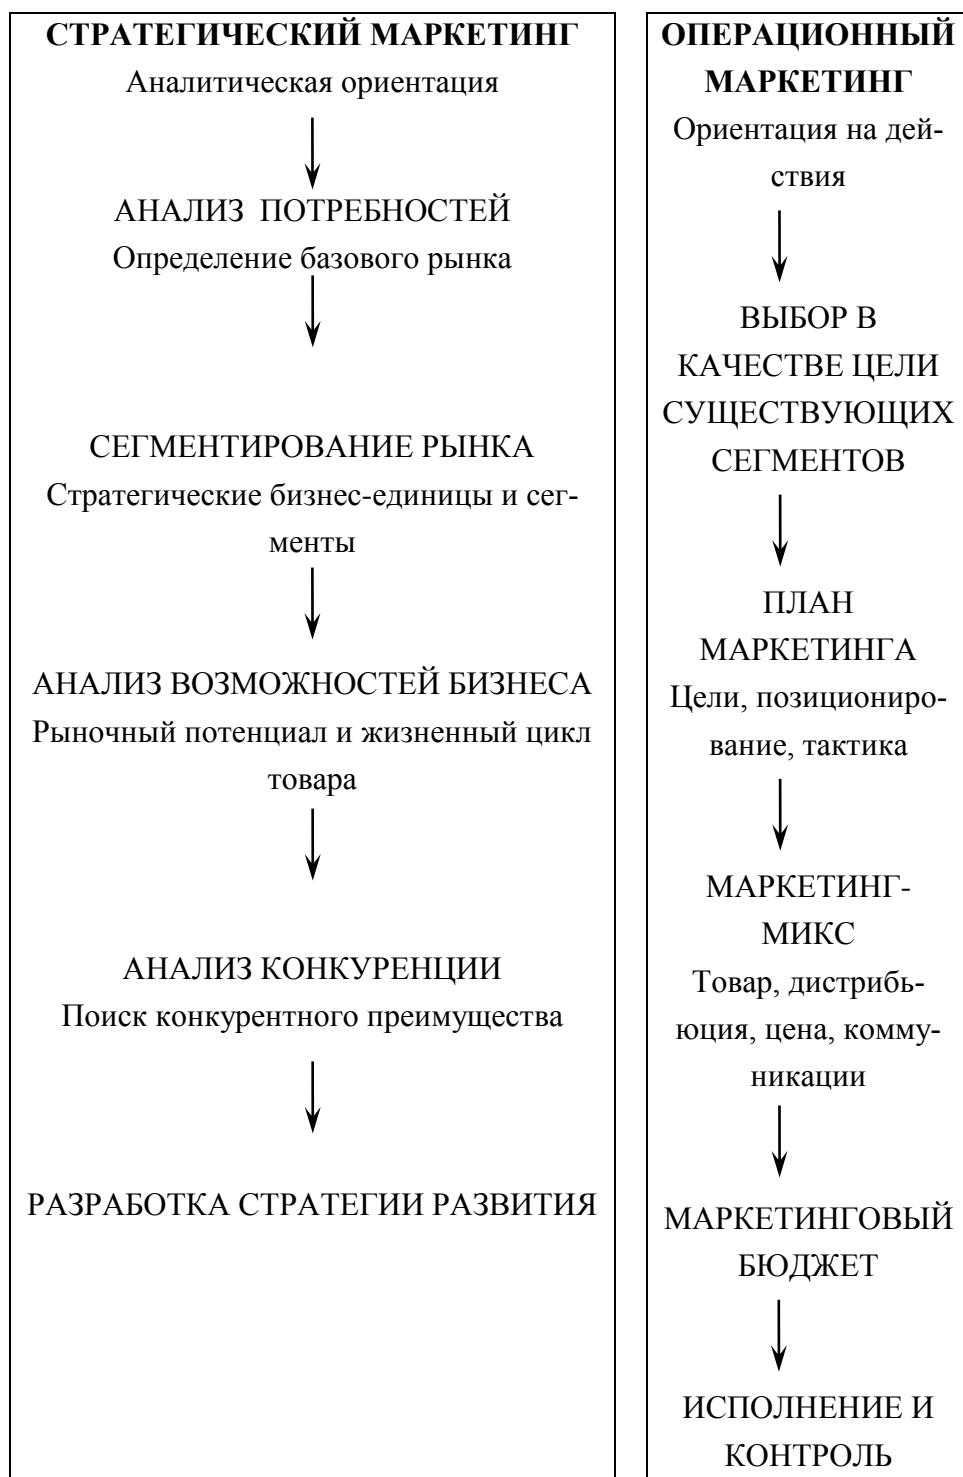 СТРАТЕГИЧЕСКИЙ МАРКЕТИНГ
Аналитическая ориентация
АНАЛИЗ ПОТРЕБНОСТЕЙ
Определение базового рынка
СЕГМЕНТИРОВАНИЕ РЫНКА
Стратегические бизнес-единицы и сег-
менты
АНАЛИЗ ВОЗМОЖНОСТЕЙ БИЗНЕСА
Рыночный потенциал и жизненный цикл
товара
АНАЛИЗ КОНКУРЕНЦИИ
Поиск конкурентного преимущества
РАЗРАБОТКА СТРАТЕГИИ РАЗВИТИЯ
ОПЕРАЦИОННЫЙ
МАРКЕТИНГ
Ориентация на дей-
ствия
ВЫБОР В
КАЧЕСТВЕ ЦЕЛИ
СУЩЕСТВУЮЩИХ
СЕГМЕНТОВ
ПЛАН
МАРКЕТИНГА
Цели, позициониро-
вание, тактика
МАРКЕТИНГ-
МИКС
Товар, дистрибь-
юция, цена, комму-
никации
МАРКЕТИНГОВЫЙ
БЮДЖЕТ
ИСПОЛНЕНИЕ И
КОНТРОЛЬ